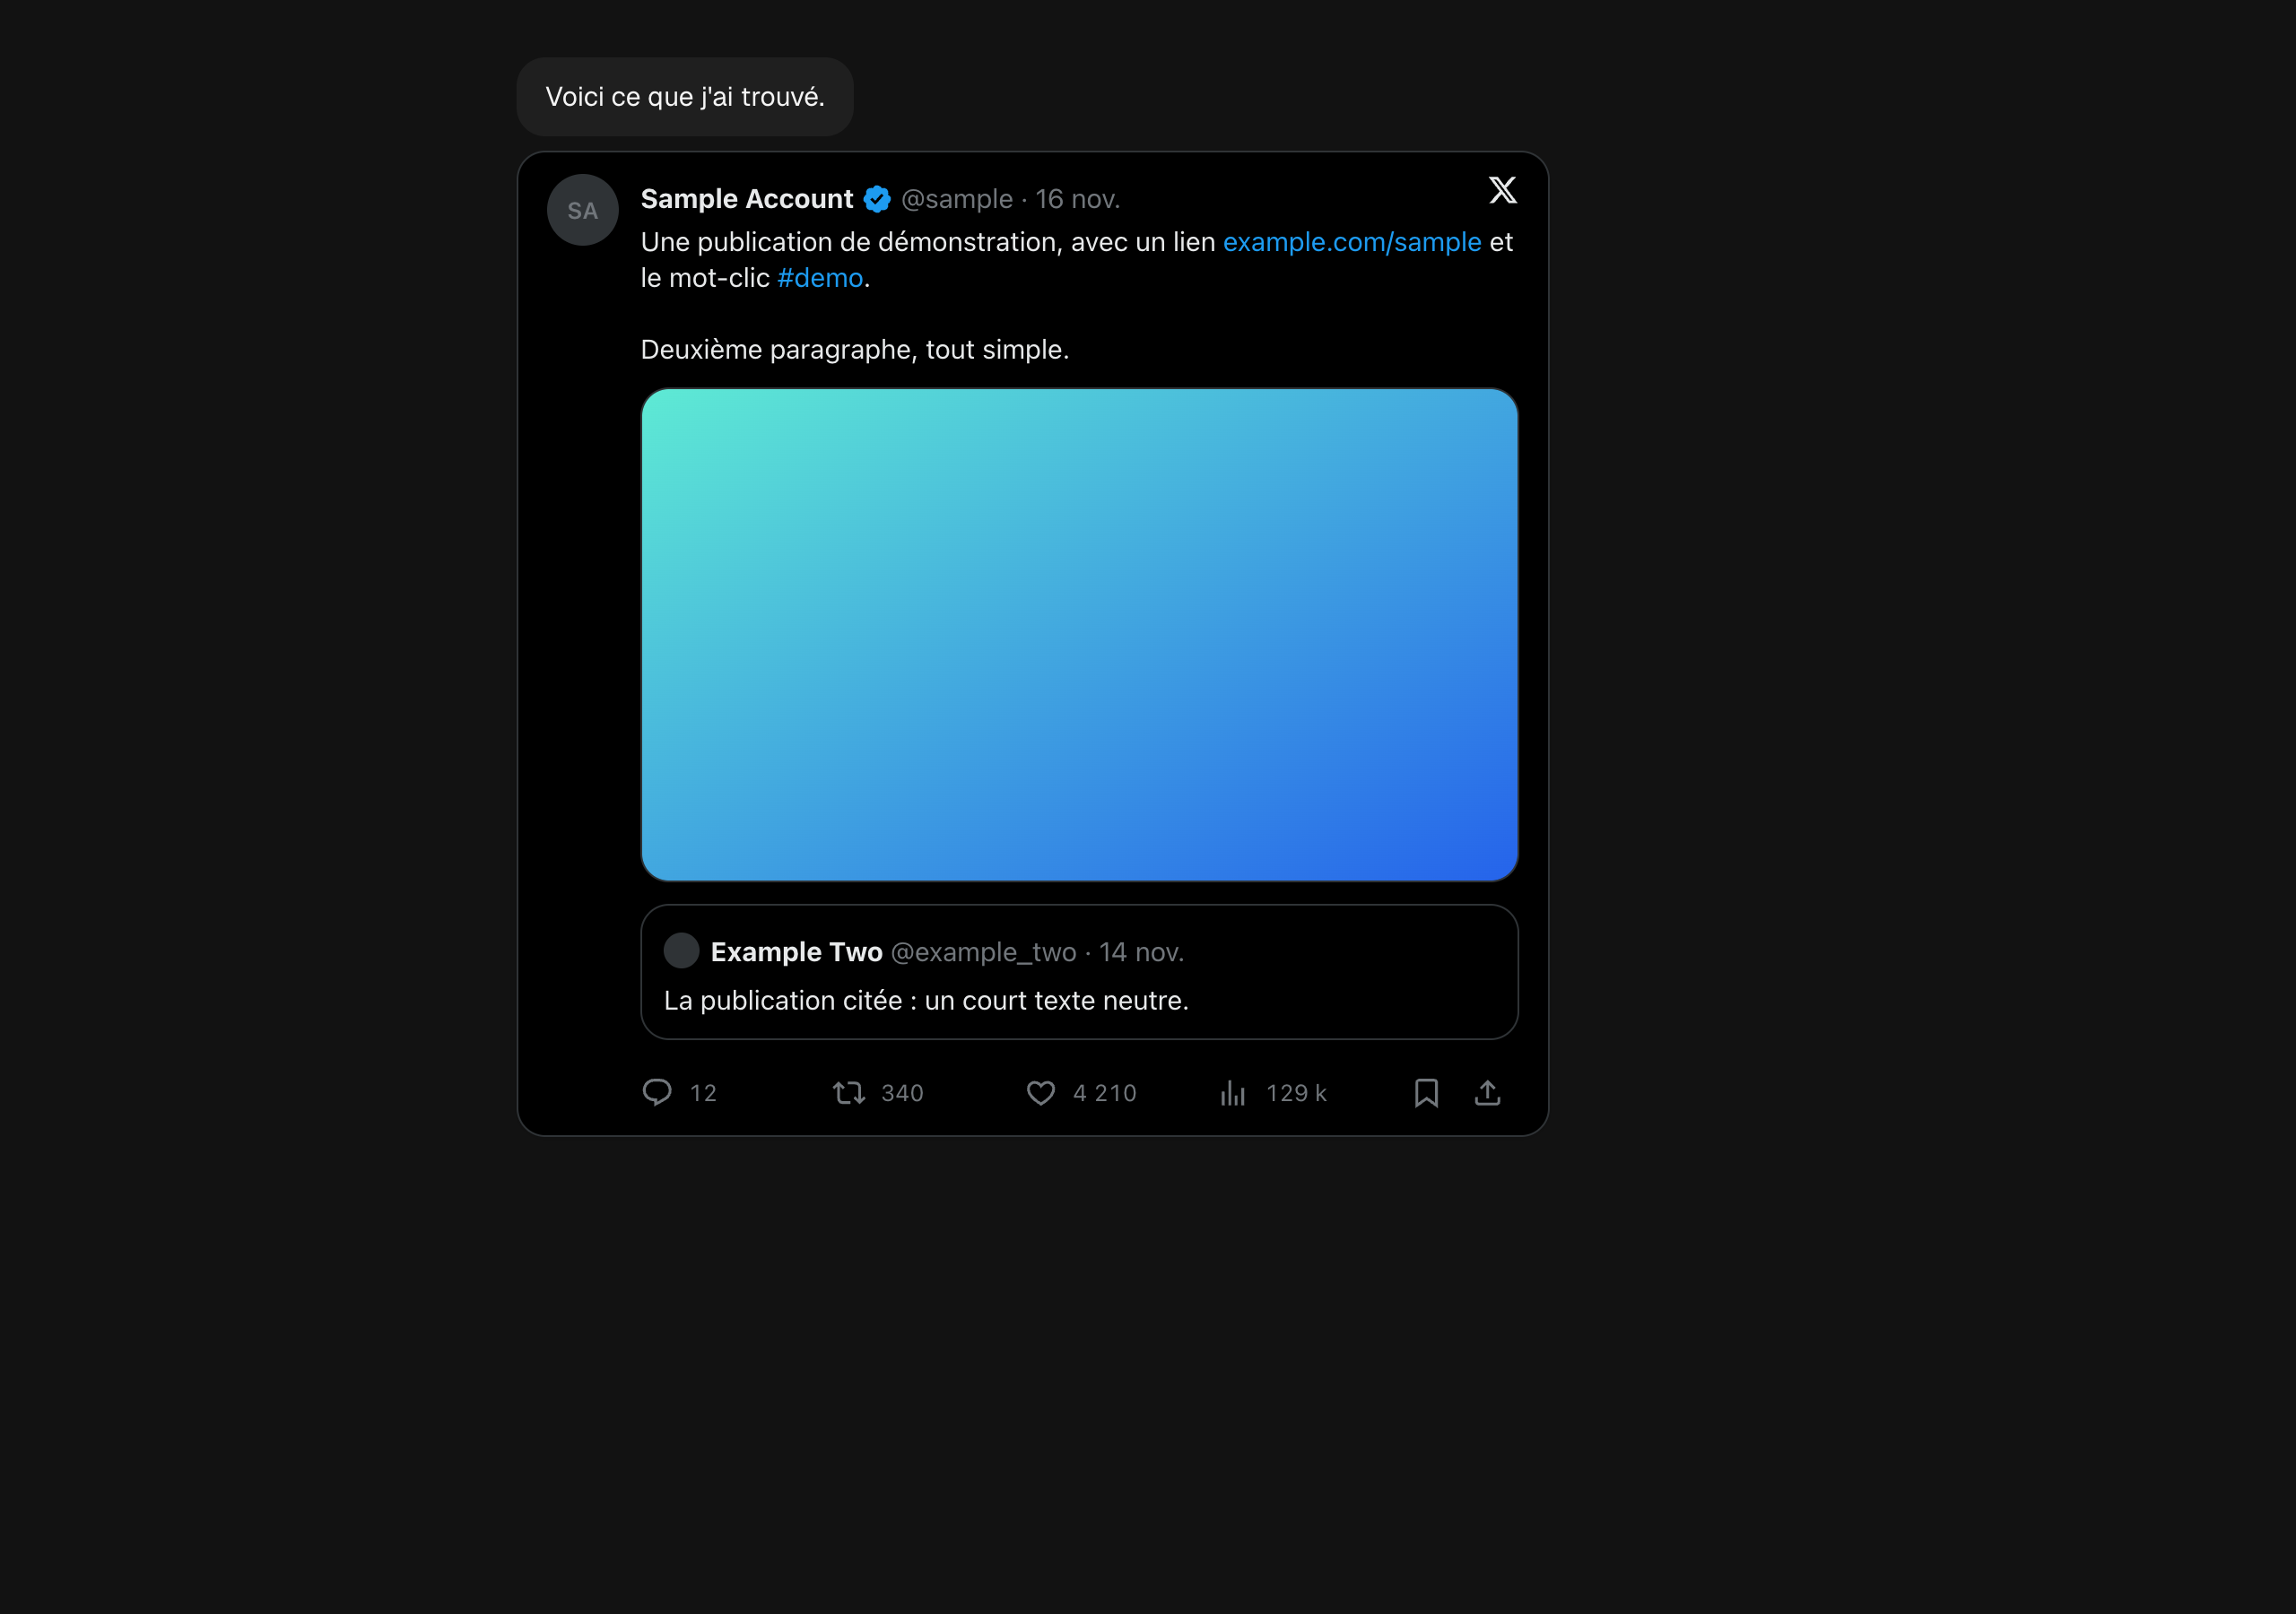 Voici ce que j'ai trouvé.
SA
Sample Account @sample · 16 nov.
Une publication de démonstration, avec un lien example.com/sample et
le mot-clic #demo.
Deuxième paragraphe, tout simple.
Example Two @example_two · 14 nov.
La publication citée : un court texte neutre.
12 340 4 210 129 k